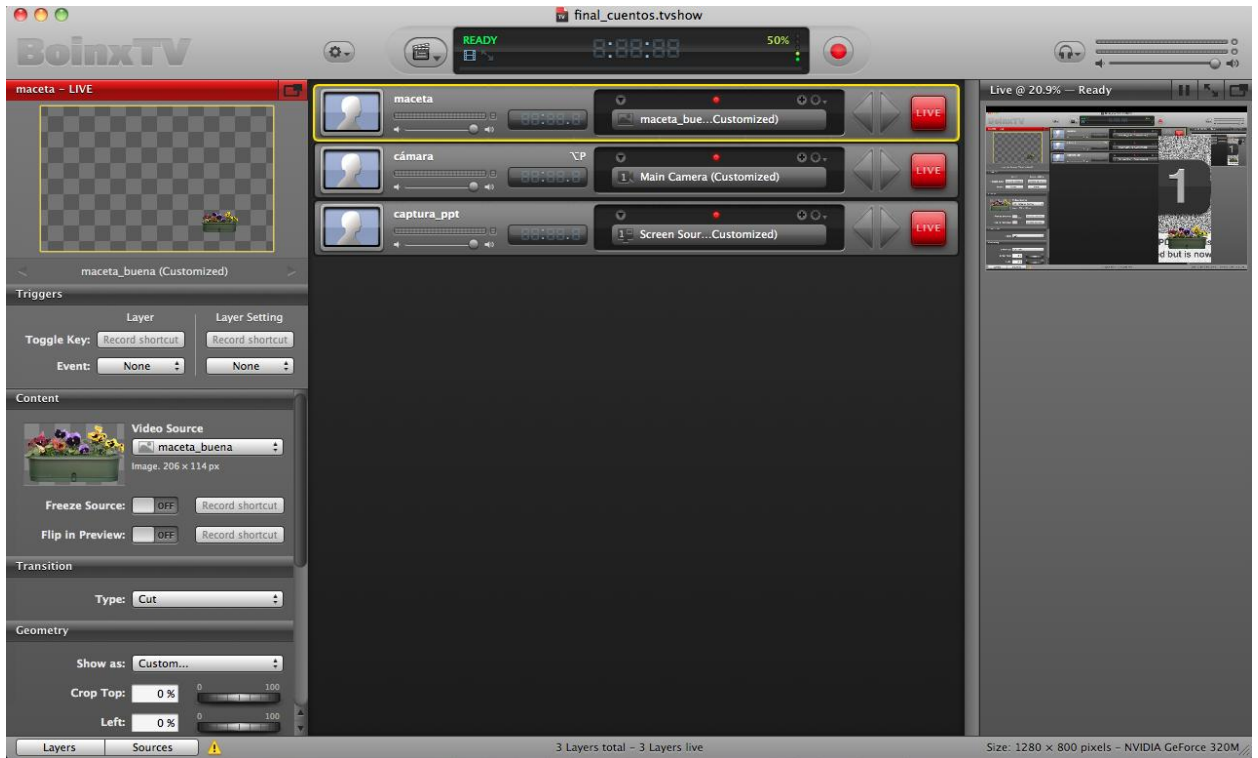 final_cuentos.tvshow
BoinxTV
READY
50%
maceta – LIVE
maceta
maceta_bue...Customized)
LIVE
cámara
⌥P
1 Main Camera (Customized)
LIVE
captura_ppt
1 Screen Sour...Customized)
LIVE
maceta_buena (Customized)
Triggers
Layer
Layer Setting
Toggle Key: Record shortcut Record shortcut
Event: None None
Content
Video Source
maceta_buena
Image. 206 × 114 px
Freeze Source: OFF Record shortcut
Flip in Preview: OFF Record shortcut
Transition
Type: Cut
Geometry
Show as: Custom...
Crop Top: 0 % 0 100
Left: 0 % 0 100
Live @ 20.9% — Ready
1
d but is now
Layers Sources
3 Layers total – 3 Layers live
Size: 1280 × 800 pixels – NVIDIA GeForce 320M